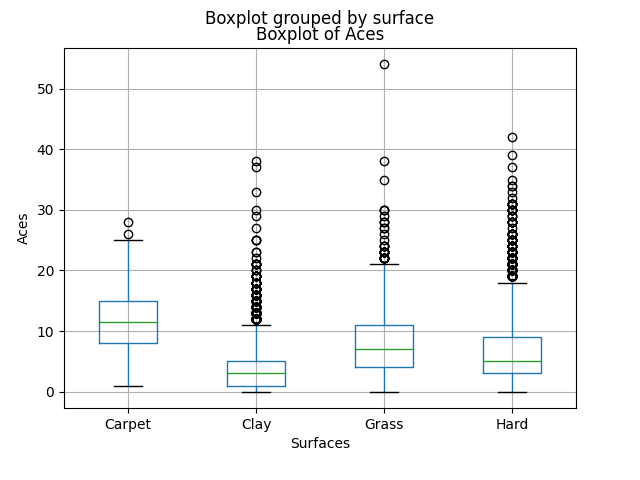 Boxplot grouped by surface
Boxplot of Aces
50
40
30
20
10
0
Aces
Carpet Clay Grass Hard
Surfaces